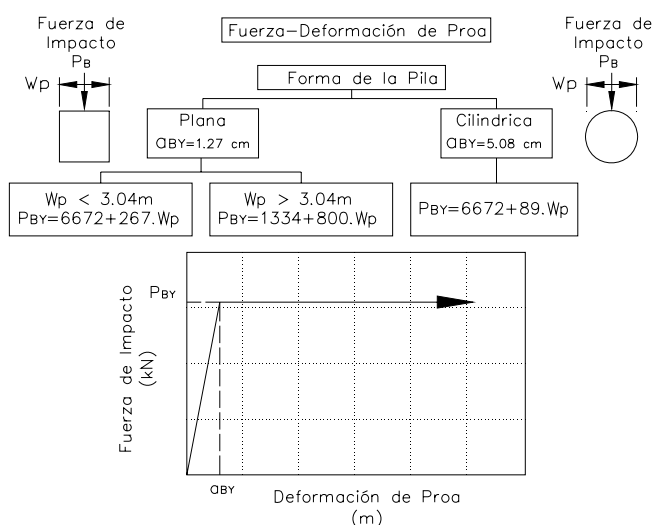 Fuerza-Deformación de Proa
Fuerza de
Impacto
PB
Wp
Fuerza de
Impacto
PB
Wp
Forma de la Pila
Plana
aBY=1.27 cm
Cilindrica
aBY=5.08 cm
Wp < 3.04m
PBY=6672+267.Wp
Wp > 3.04m
PBY=1334+800.Wp
PBY=6672+89.Wp
PBY
Fuerza de Impacto
(kN)
aBY
Deformación de Proa
(m)